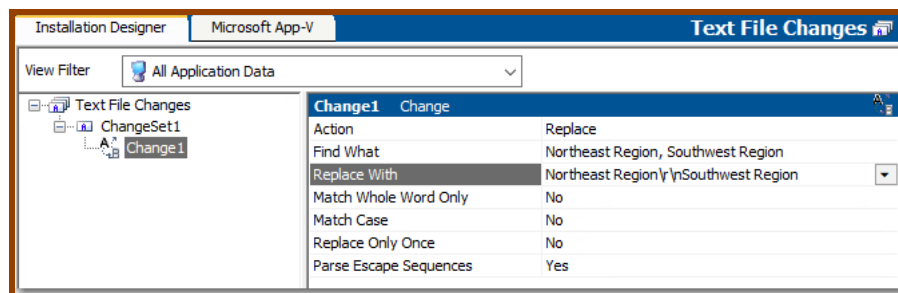 Installation Designer Microsoft App-V Text File Changes
View Filter All Application Data
Text File Changes
ChangeSet1
Change1
Change1 Change
Action Replace
Find What Northeast Region, Southwest Region
Replace With Northeast Region\r\nSouthwest Region
Match Whole Word Only No
Match Case No
Replace Only Once No
Parse Escape Sequences Yes